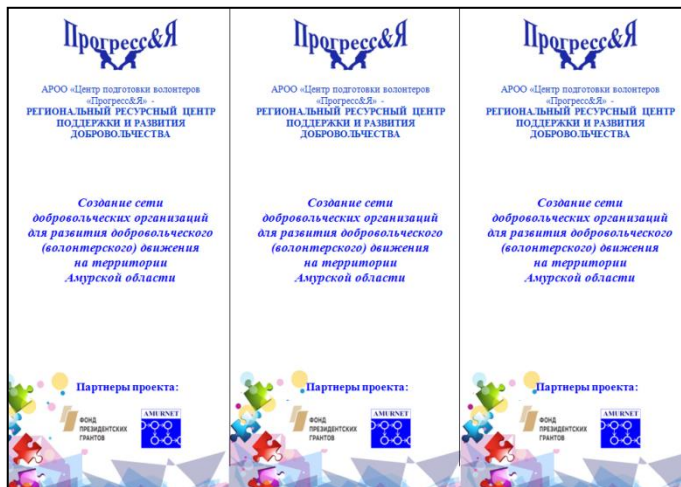 Прогресс&Я
АРОО «Центр подготовки волонтеров
«Прогресс&Я» -
РЕГИОНАЛЬНЫЙ РЕСУРСНЫЙ ЦЕНТР
ПОДДЕРЖКИ И РАЗВИТИЯ
ДОБРОВОЛЬЧЕСТВА
Создание сети
добровольческих организаций
для развития добровольческого
(волонтерского) движения
на территории
Амурской области
Партнеры проекта:
ФОНД
ПРЕЗИДЕНТСКИХ
ГРАНТОВ
AMURNET
Прогресс&Я
АРОО «Центр подготовки волонтеров
«Прогресс&Я» -
РЕГИОНАЛЬНЫЙ РЕСУРСНЫЙ ЦЕНТР
ПОДДЕРЖКИ И РАЗВИТИЯ
ДОБРОВОЛЬЧЕСТВА
Создание сети
добровольческих организаций
для развития добровольческого
(волонтерского) движения
на территории
Амурской области
Партнеры проекта:
ФОНД
ПРЕЗИДЕНТСКИХ
ГРАНТОВ
AMURNET
Прогресс&Я
АРОО «Центр подготовки волонтеров
«Прогресс&Я» -
РЕГИОНАЛЬНЫЙ РЕСУРСНЫЙ ЦЕНТР
ПОДДЕРЖКИ И РАЗВИТИЯ
ДОБРОВОЛЬЧЕСТВА
Создание сети
добровольческих организаций
для развития добровольческого
(волонтерского) движения
на территории
Амурской области
Партнеры проекта:
ФОНД
ПРЕЗИДЕНТСКИХ
ГРАНТОВ
AMURNET